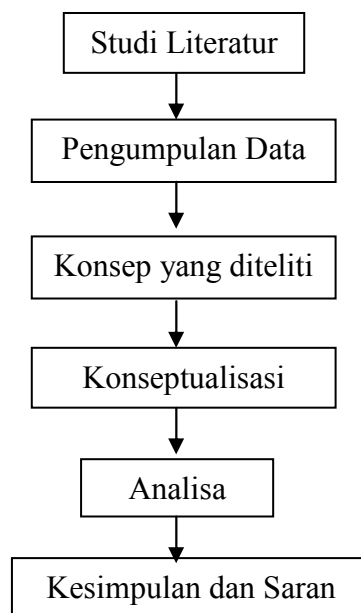 Studi Literatur
Pengumpulan Data
Konsep yang diteliti
Konseptualisasi
Analisa
Kesimpulan dan Saran